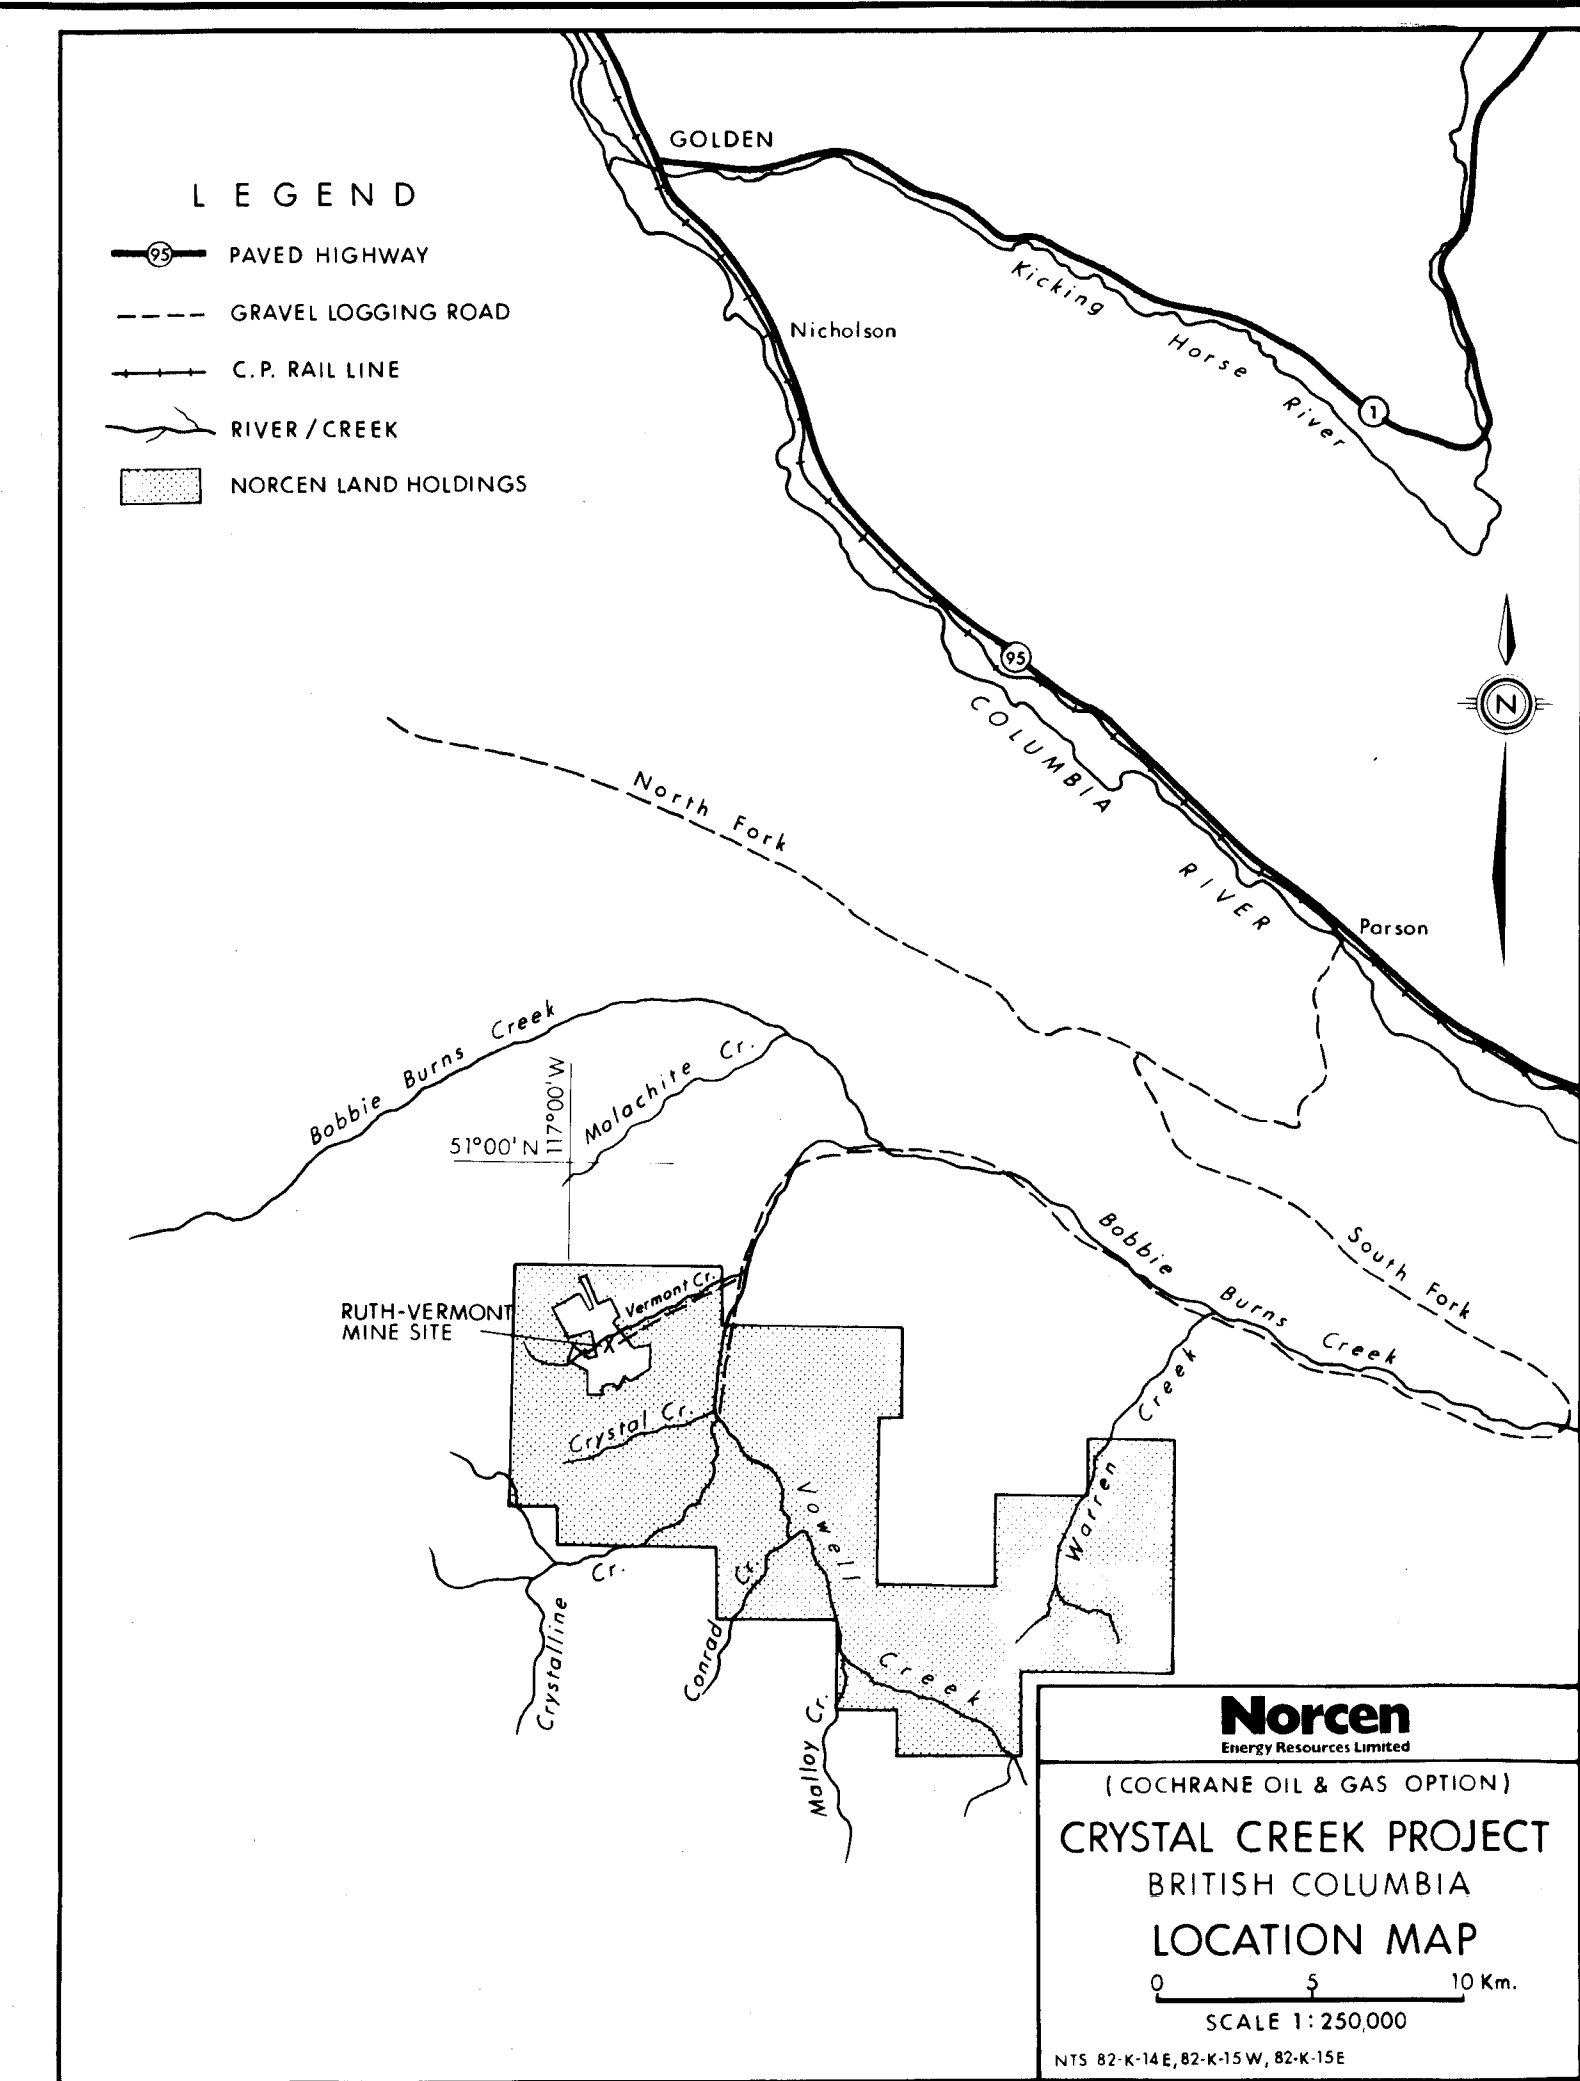 GOLDEN
L E G E N D
95 PAVED HIGHWAY
GRAVEL LOGGING ROAD
C.P. RAIL LINE
RIVER / CREEK
NORCEN LAND HOLDINGS
Kicking Horse River
1
Nicholson
95
N
COLUMBIA RIVER
North Fork
Parson
Bobbie Burns Creek
Malachite Cr.
117°00'W
51°00'N
Bobbie Burns Creek
South Fork
Vermont Cr.
RUTH-VERMONT
MINE SITE
Crystal Cr.
Warren Creek
Vowell Creek
Crystalline Cr.
Conrad Cr.
Malloy Cr.
Norcen
Energy Resources Limited
(COCHRANE OIL & GAS OPTION)
CRYSTAL CREEK PROJECT
BRITISH COLUMBIA
LOCATION MAP
0 5 10 Km.
SCALE 1:250,000
NTS 82-K-14E, 82-K-15W, 82-K-15E